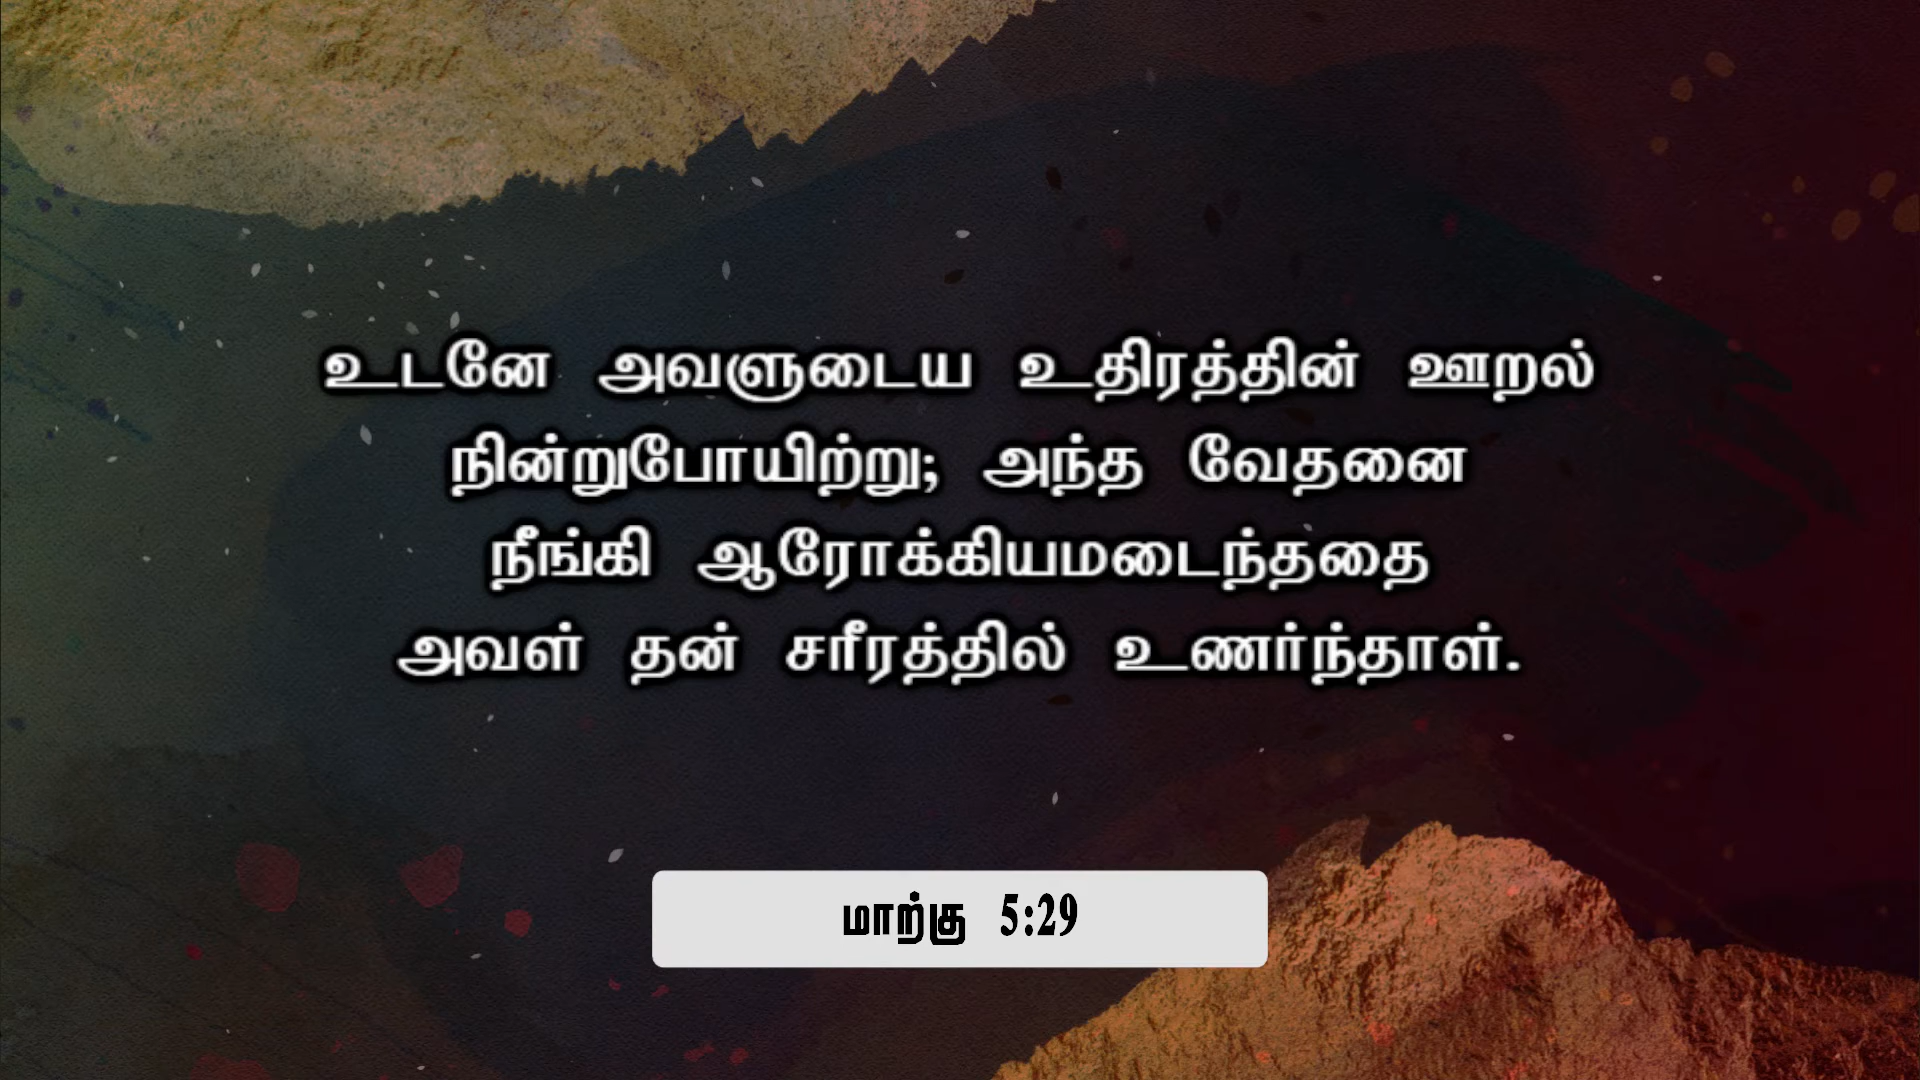 உடனே அவளுடைய உதிரத்தின் ஊறல்
நின்றுபோயிற்று; அந்த வேதனை
நீங்கி ஆரோக்கியமடைந்ததை
அவள் தன் சரீரத்தில் உணர்ந்தாள்.
மாற்கு 5:29